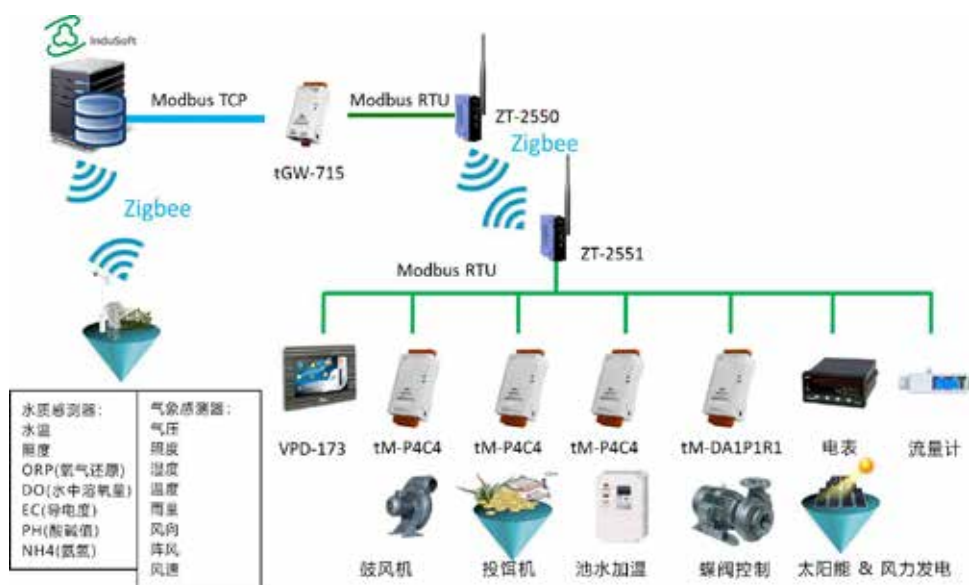 InduSoft
Modbus TCP
Modbus RTU
ZT-2550
tGW-715
Zigbee
Zigbee
ZT-2551
Modbus RTU
水质感测器:
水温
照度
ORP(氧气还原)
DO(水中溶氧量)
EC(导电度)
PH(酸碱值)
NH4(氨氮)
气象感测器:
气压
照度
湿度
温度
雨量
风向
阵风
风速
VPD-173
tM-P4C4
tM-P4C4
tM-P4C4
tM-DA1P1R1
电表
流量计
鼓风机
投饵机
池水加温
蝶阀控制
太阳能 & 风力发电